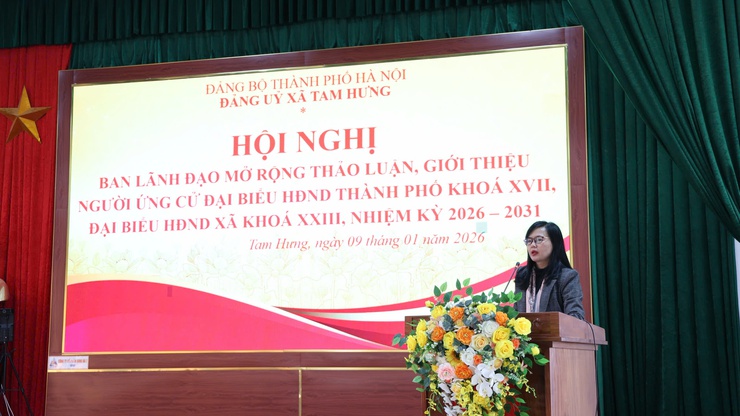 ĐẢNG BỘ THÀNH PHỐ HÀ NỘI
ĐẢNG UỶ XÃ TAM HƯNG
HỘI NGHỊ
BAN LÃNH ĐẠO MỞ RỘNG THẢO LUẬN, GIỚI THIỆU
NGƯỜI ỨNG CỬ ĐẠI BIỂU HĐND THÀNH PHỐ KHOÁ XVII,
ĐẠI BIỂU HĐND XÃ KHOÁ XXIII, NHIỆM KỲ 2026 – 2031
Tam Hưng, ngày 09 tháng 01 năm 2026